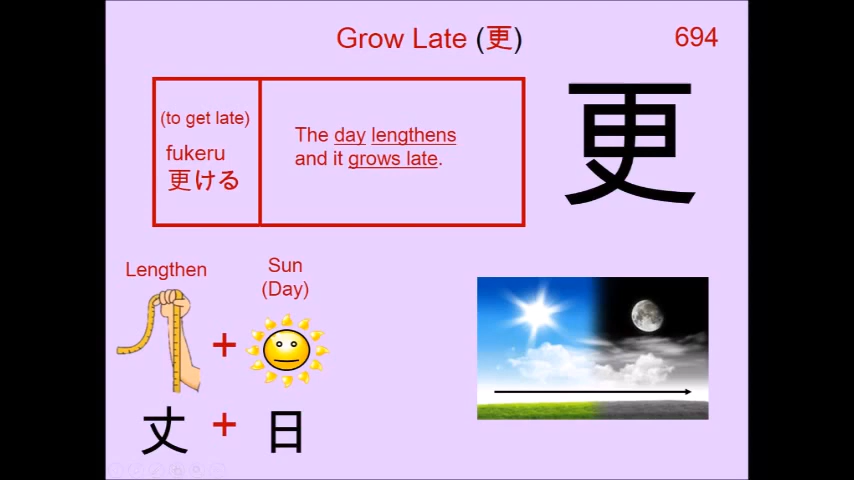 Grow Late (更)
694
(to get late)
fukeru
更ける
The day lengthens
and it grows late.
更
Lengthen
Sun
(Day)
+
丈 + 日